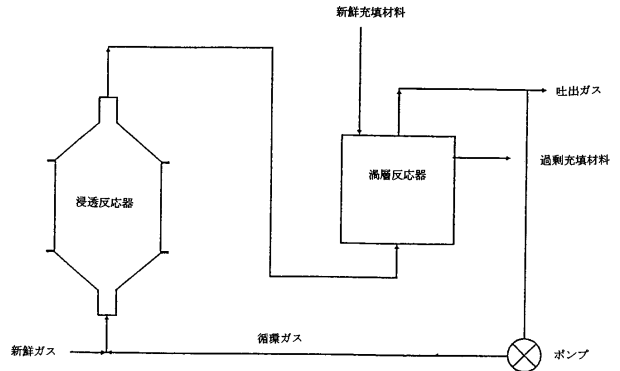 新鮮充填材料
吐出ガス
過剰充填材料
渦層反応器
浸透反応器
循環ガス
新鮮ガス
ポンプ